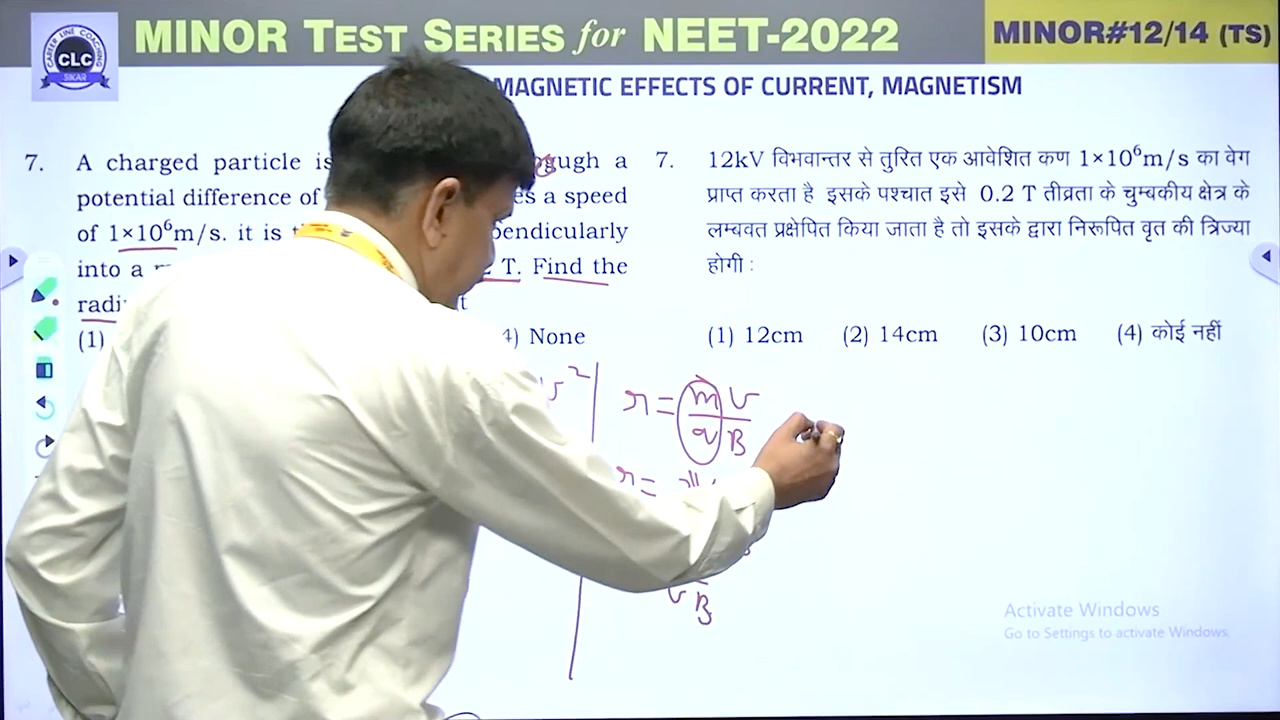 MINOR TEST SERIES for NEET-2022
MINOR#12/14 (TS)
CAREER LINE COACHING
CLC
SIKAR
MAGNETIC EFFECTS OF CURRENT, MAGNETISM
7. A charged particle is ugh a
potential difference of es a speed
of 1×10⁶m/s. it is pendicularly
into a T. Find the
radi
(1) 4) None
7. 12kV विभवान्तर से तुरित एक आवेशित कण 1×10⁶m/s का वेग
प्राप्त करता है इसके पश्चात इसे 0.2 T तीव्रता के चुम्बकीय क्षेत्र के
लम्बवत प्रक्षेपित किया जाता है तो इसके द्वारा निरूपित वृत की त्रिज्या
होगी :
(1) 12cm (2) 14cm (3) 10cm (4) कोई नहीं
v²
r = m v
q B
r =
v B
Activate Windows
Go to Settings to activate Windows.